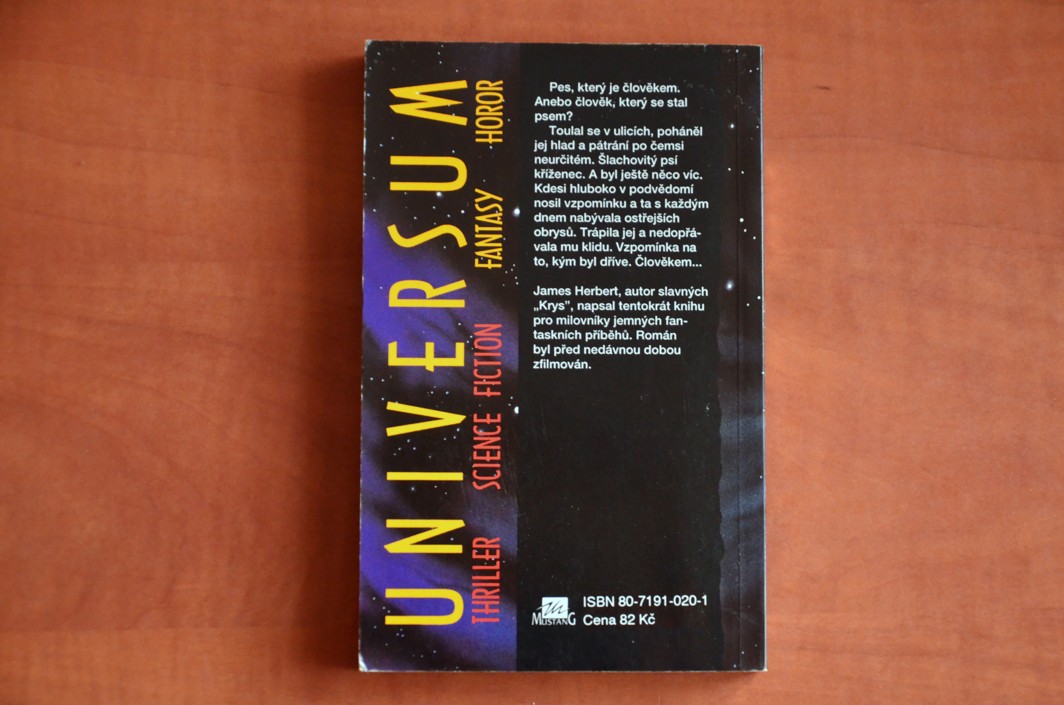 UNIVERSUM
THRILLER SCIENCE FICTION FANTASY HOROR
Pes, který je člověkem.
Anebo člověk, který se stal
psem?
Toulal se v ulicích, poháněl
jej hlad a pátrání po čemsi
neurčitém. Šlachovitý psí
kříženec. A byl ještě něco víc.
Kdesi hluboko v podvědomí
nosil vzpomínku a ta s každým
dnem nabývala ostřejších
obrysů. Trápila jej a nedopřá-
vala mu klidu. Vzpomínka na
to, kým byl dříve. Člověkem...
James Herbert, autor slavných
„Krys”, napsal tentokrát knihu
pro milovníky jemných fan-
taskních příběhů. Román
byl před nedávnou dobou
zfilmován.
MUSTANG
ISBN 80-7191-020-1
Cena 82 Kč